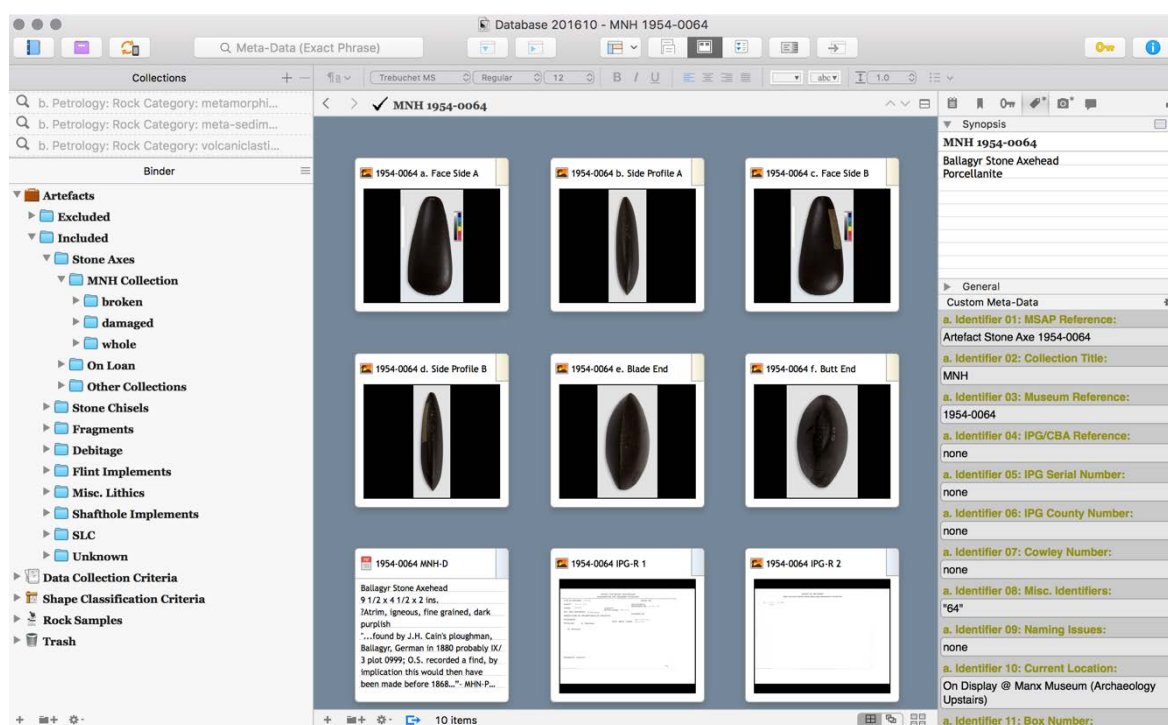 Database 201610 - MNH 1954-0064
Meta-Data (Exact Phrase)
Collections
Trebuchet MS
Regular
12
B I U
abc
1.0
b. Petrology: Rock Category: metamorphi...
b. Petrology: Rock Category: meta-sedim...
b. Petrology: Rock Category: volcaniclasti...
Binder
Artefacts
Excluded
Included
Stone Axes
MNH Collection
broken
damaged
whole
On Loan
Other Collections
Stone Chisels
Fragments
Debitage
Flint Implements
Misc. Lithics
Shafthole Implements
SLC
Unknown
Data Collection Criteria
Shape Classification Criteria
Rock Samples
Trash
MNH 1954-0064
1954-0064 a. Face Side A
1954-0064 b. Side Profile A
1954-0064 c. Face Side B
1954-0064 d. Side Profile B
1954-0064 e. Blade End
1954-0064 f. Butt End
1954-0064 MNH-D
Ballagyr Stone Axehead
9 1/2 x 4 1/2 x 2 ins.
?Atrim, igneous, fine grained, dark
purplish
"...found by J.H. Cain's ploughman,
Ballagyr, German in 1880 probably IX/
3 plot 0999; O.S. recorded a find, by
implication this would then have
been made before 1868..."- MHN-P...
1954-0064 IPG-R 1
1954-0064 IPG-R 2
10 items
Synopsis
MNH 1954-0064
Ballagyr Stone Axehead
Porcellanite
General
Custom Meta-Data
a. Identifier 01: MSAP Reference:
Artefact Stone Axe 1954-0064
a. Identifier 02: Collection Title:
MNH
a. Identifier 03: Museum Reference:
1954-0064
a. Identifier 04: IPG/CBA Reference:
none
a. Identifier 05: IPG Serial Number:
none
a. Identifier 06: IPG County Number:
none
a. Identifier 07: Cowley Number:
none
a. Identifier 08: Misc. Identifiers:
"64"
a. Identifier 09: Naming Issues:
none
a. Identifier 10: Current Location:
On Display @ Manx Museum (Archaeology
Upstairs)
a. Identifier 11: Box Number: